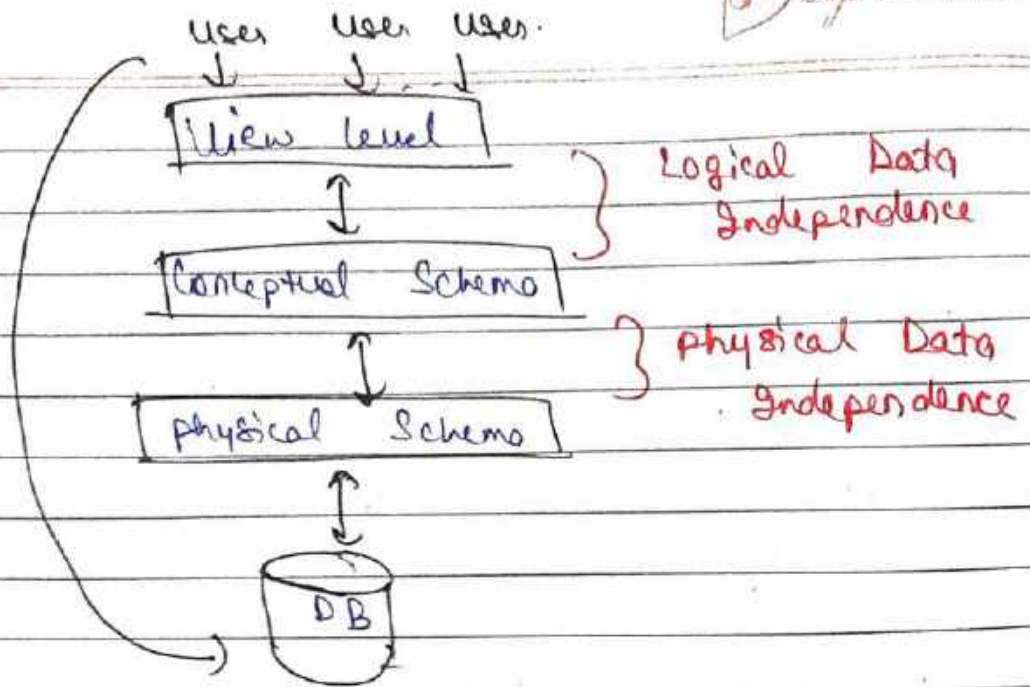 User User User.
View level
Logical Data
Independence
Conceptual Schema
physical Data
Independence
physical Schema
DB